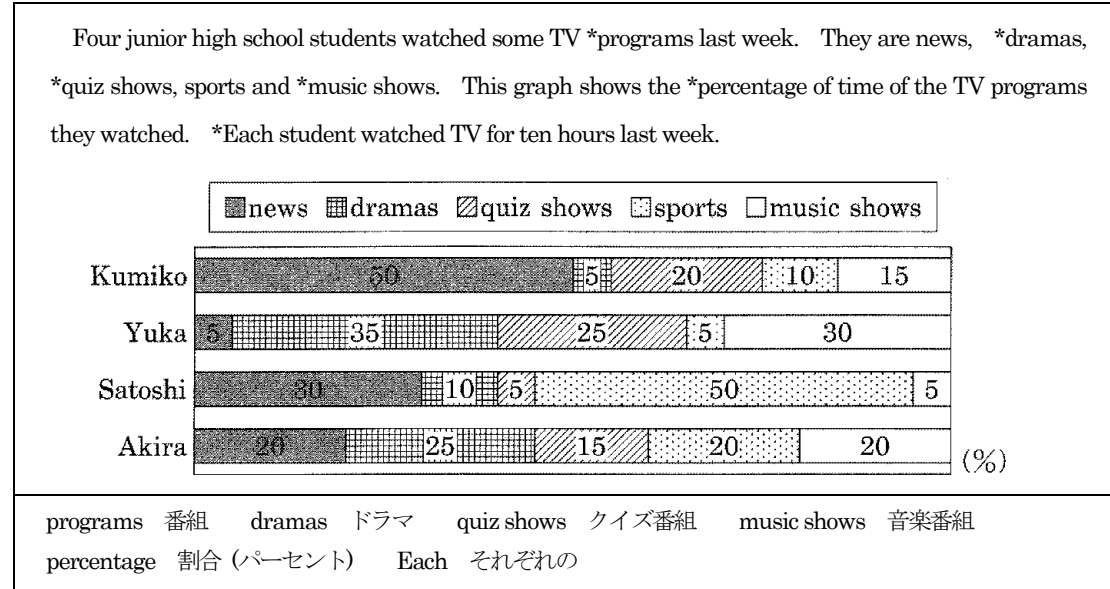 Four junior high school students watched some TV *programs last week. They are news, *dramas,
*quiz shows, sports and *music shows. This graph shows the *percentage of time of the TV programs
they watched. *Each student watched TV for ten hours last week.
news dramas quiz shows sports music shows
Kumiko 50 5 20 10 15
Yuka 5 35 25 5 30
Satoshi 30 10 5 50 5
Akira 20 25 15 20 20
(%)
programs 番組 dramas ドラマ quiz shows クイズ番組 music shows 音楽番組
percentage 割合 (パーセント) Each それぞれの